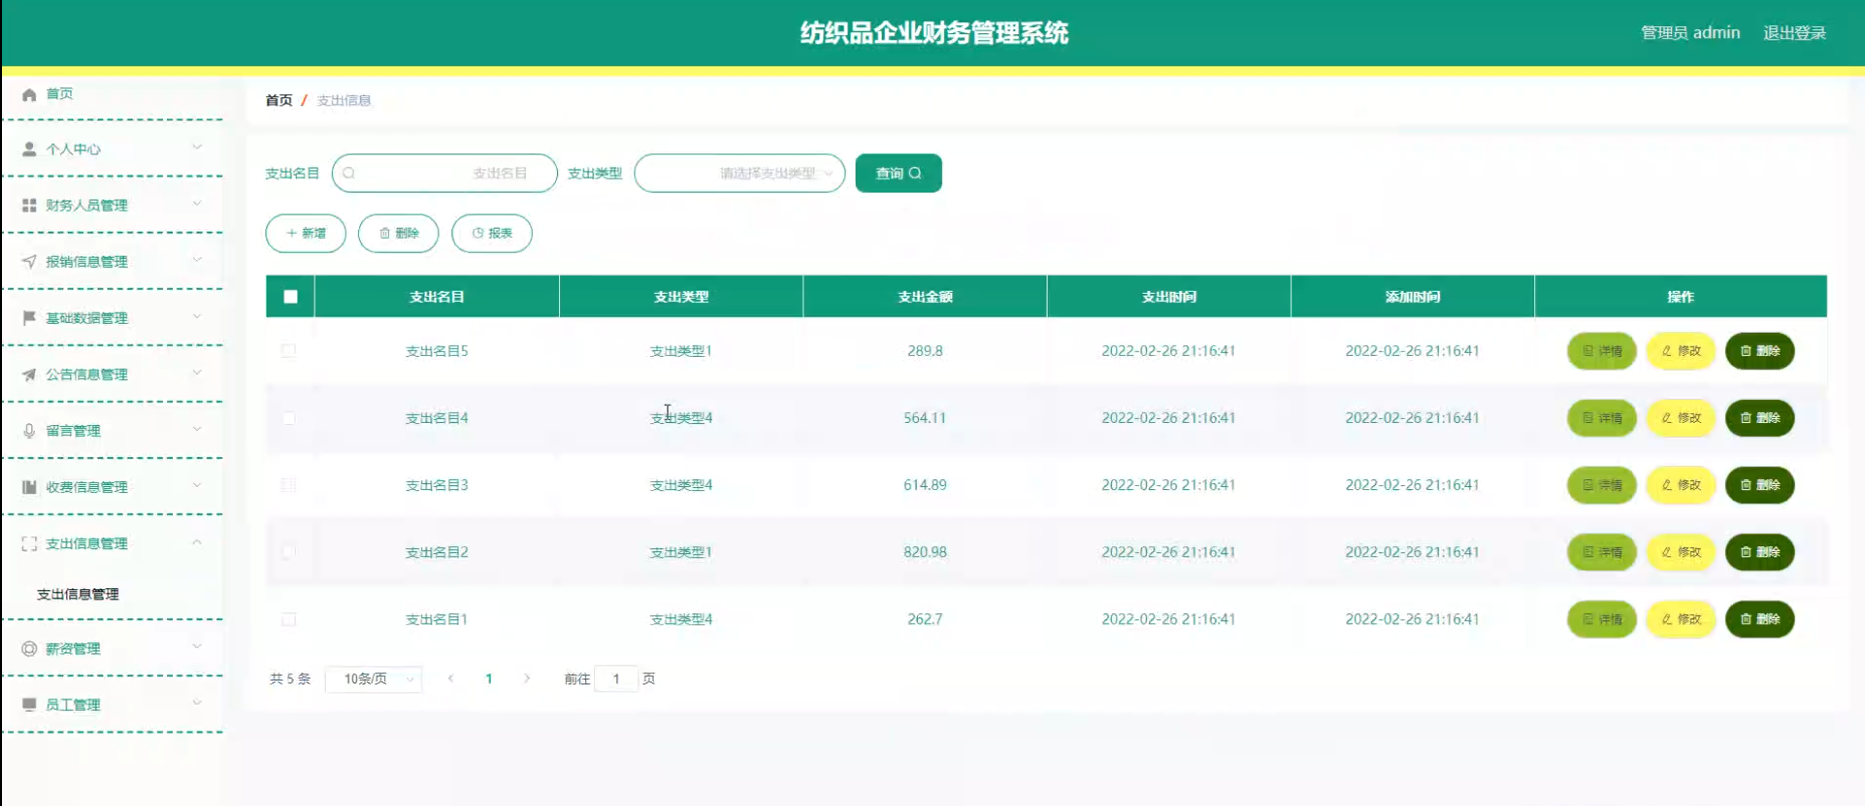 纺织品企业财务管理系统
管理员 admin 退出登录
首页
个人中心
财务人员管理
报销信息管理
基础数据管理
公告信息管理
留言管理
收费信息管理
支出信息管理
支出信息管理
薪资管理
员工管理
首页 / 支出信息
支出名目 支出名目 支出类型 请选择支出类型 查询
+ 新增 删除 报表
支出名目 支出类型 支出金额 支出时间 添加时间 操作
支出名目5 支出类型1 289.8 2022-02-26 21:16:41 2022-02-26 21:16:41 详情 修改 删除
支出名目4 支出类型4 564.11 2022-02-26 21:16:41 2022-02-26 21:16:41 详情 修改 删除
支出名目3 支出类型4 614.89 2022-02-26 21:16:41 2022-02-26 21:16:41 详情 修改 删除
支出名目2 支出类型1 820.98 2022-02-26 21:16:41 2022-02-26 21:16:41 详情 修改 删除
支出名目1 支出类型4 262.7 2022-02-26 21:16:41 2022-02-26 21:16:41 详情 修改 删除
共 5 条 10条/页 < 1 > 前往 1 页